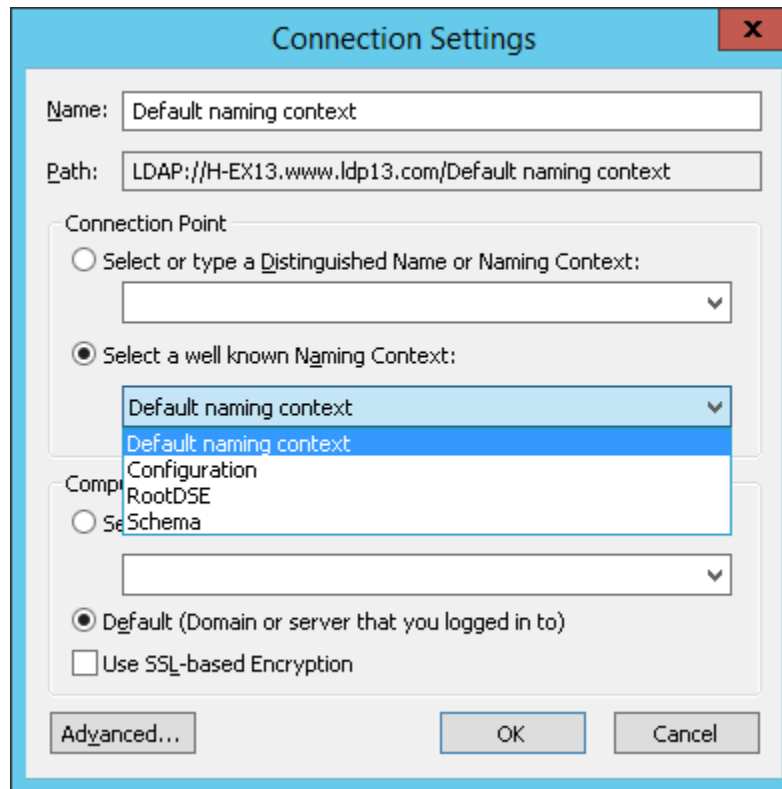 Connection Settings
x
Name: Default naming context
Path: LDAP://H-EX13.www.ldp13.com/Default naming context
Connection Point
Select or type a Distinguished Name or Naming Context:
Select a well known Naming Context:
Default naming context
Default naming context
Configuration
RootDSE
Schema
Default (Domain or server that you logged in to)
Use SSL-based Encryption
Advanced...
OK
Cancel